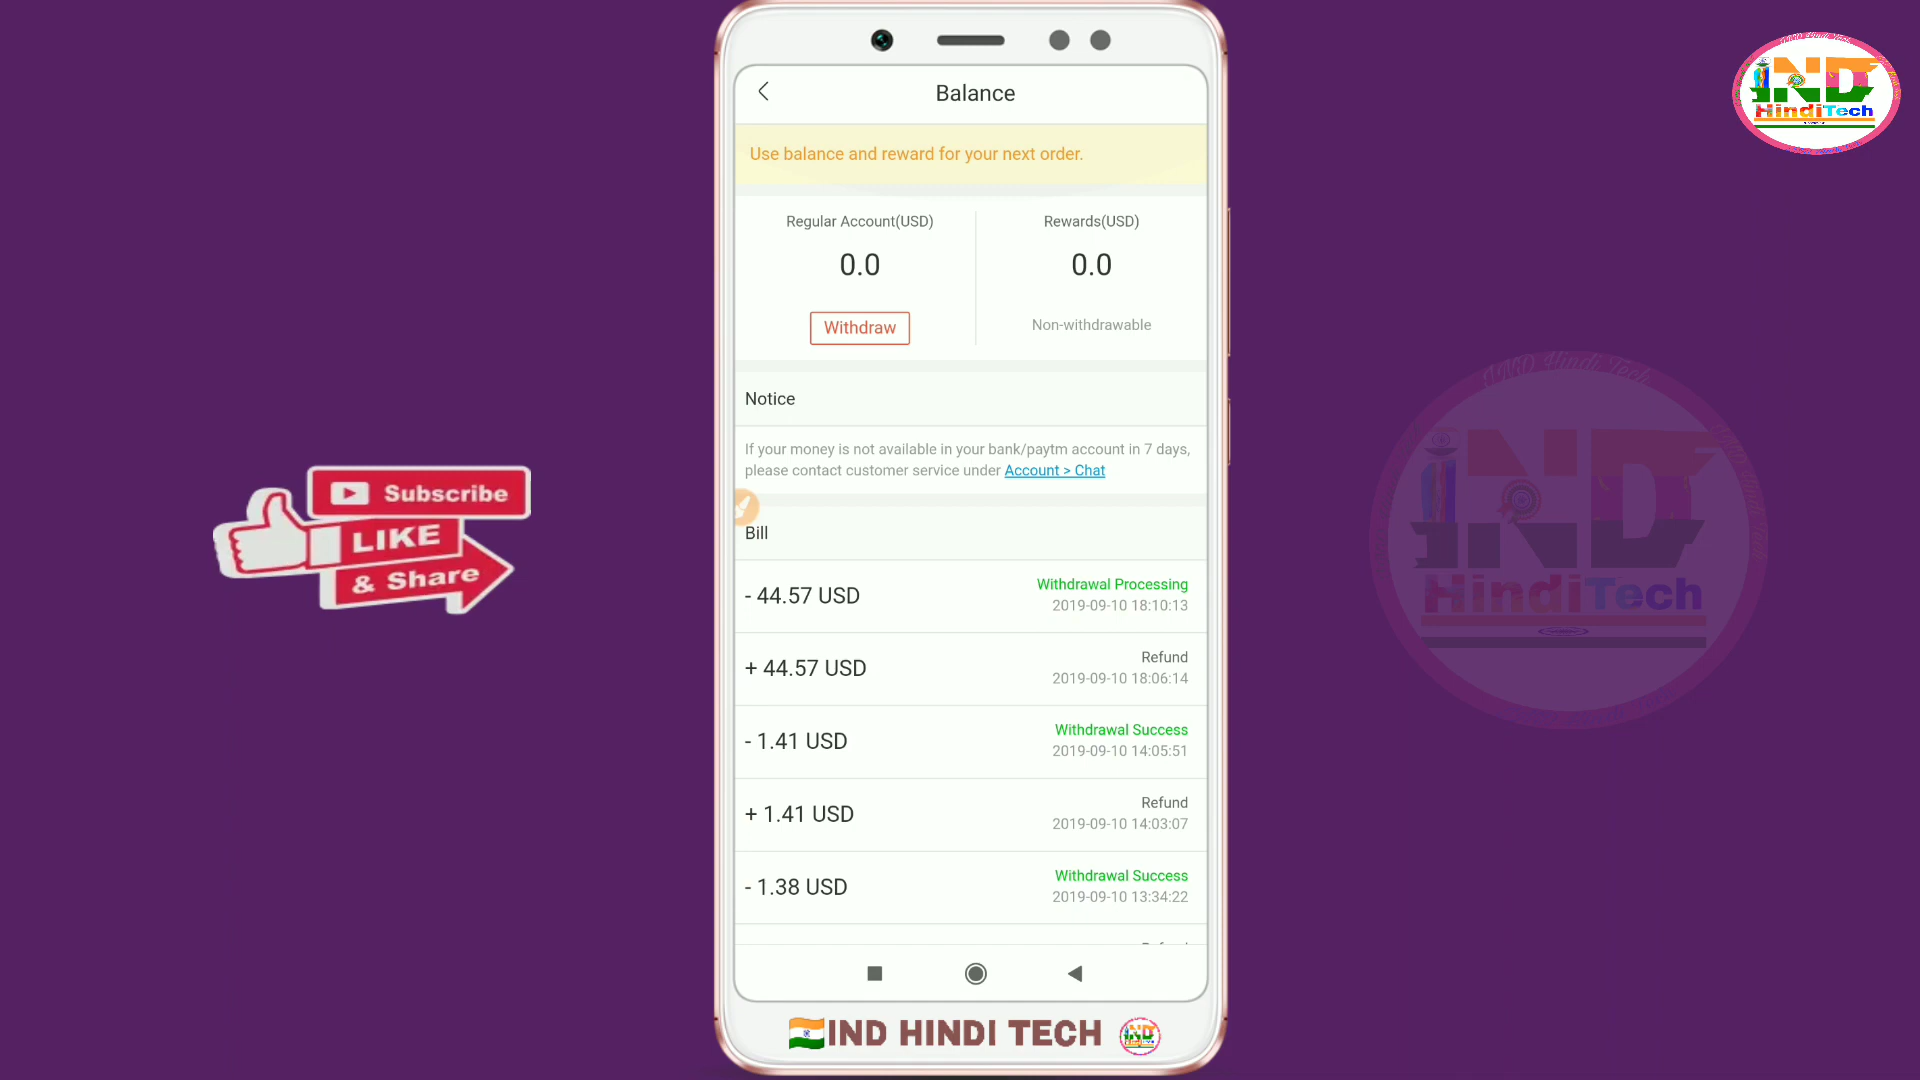 Balance
Use balance and reward for your next order.
Regular Account(USD)
Rewards(USD)
0.0
0.0
Withdraw
Non-withdrawable
Notice
If your money is not available in your bank/paytm account in 7 days,
please contact customer service under Account > Chat
Bill
- 44.57 USD
Withdrawal Processing
2019-09-10 18:10:13
+ 44.57 USD
Refund
2019-09-10 18:06:14
- 1.41 USD
Withdrawal Success
2019-09-10 14:05:51
+ 1.41 USD
Refund
2019-09-10 14:03:07
- 1.38 USD
Withdrawal Success
2019-09-10 13:34:22
IND HINDI TECH
Subscribe
LIKE
& Share
IND
HindiTech
IND Hindi Tech
IND
HindiTech